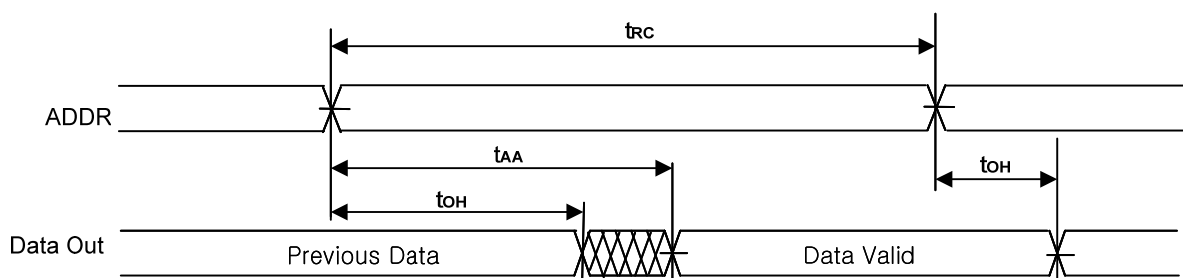 tRC
ADDR
tAA
tOH
tOH
Data Out
Previous Data
Data Valid